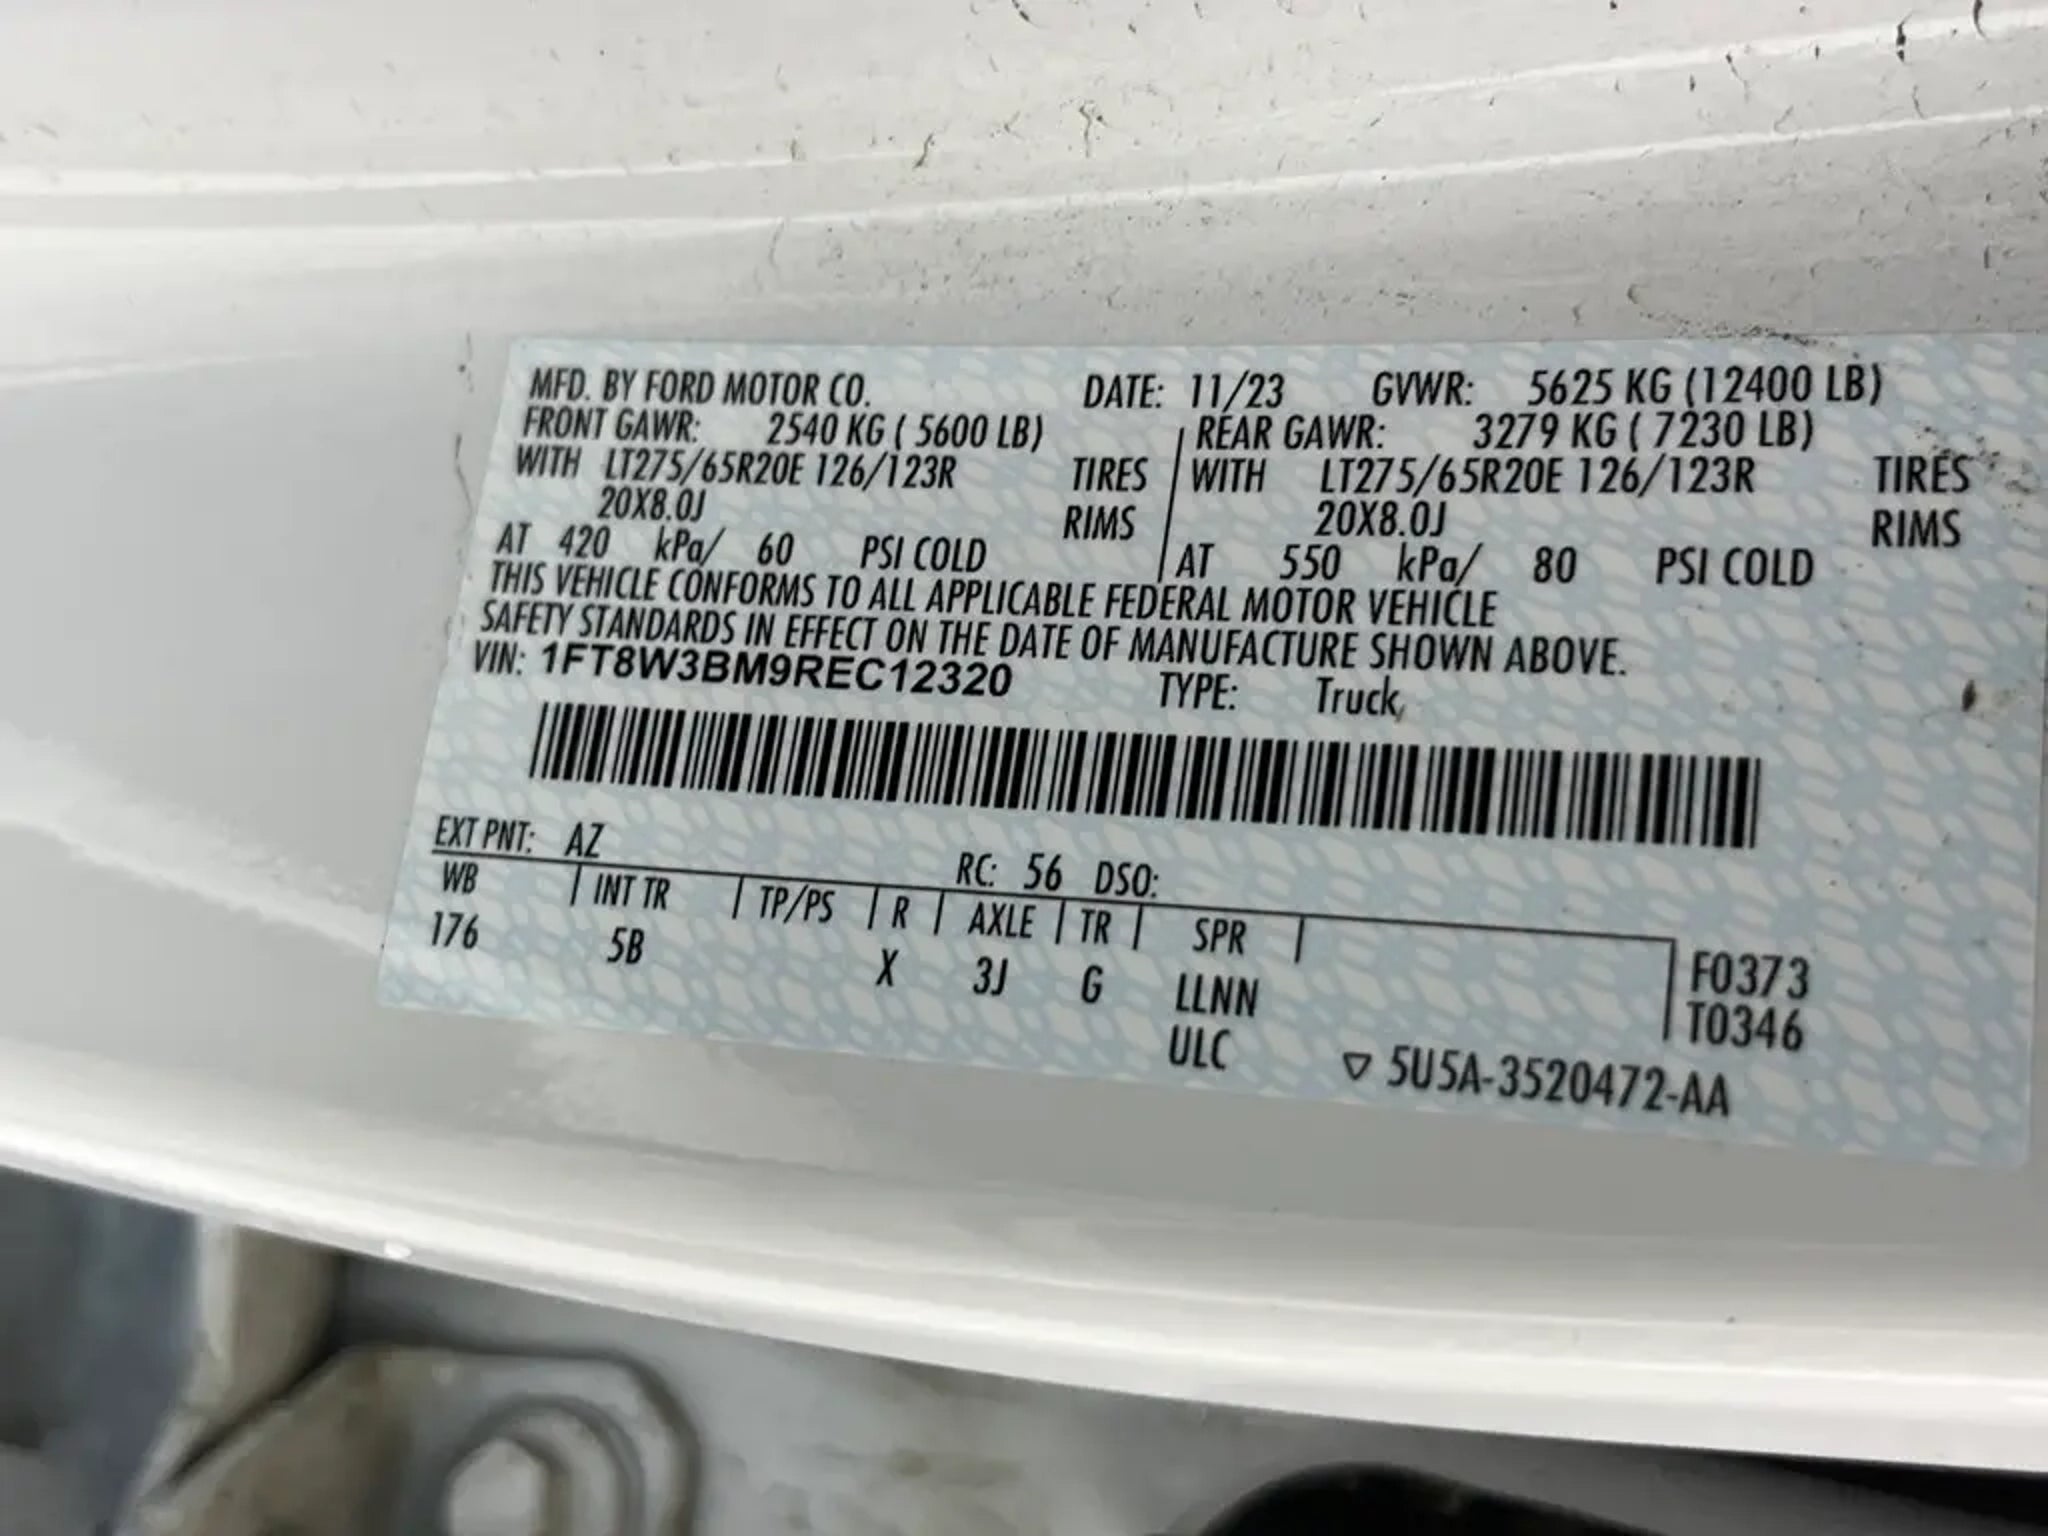 MFD. BY FORD MOTOR CO. DATE: 11/23 GVWR: 5625 KG (12400 LB)
FRONT GAWR: 2540 KG ( 5600 LB) REAR GAWR: 3279 KG ( 7230 LB)
WITH LT275/65R20E 126/123R TIRES WITH LT275/65R20E 126/123R TIRES
20X8.0J RIMS 20X8.0J RIMS
AT 420 kPa/ 60 PSI COLD AT 550 kPa/ 80 PSI COLD
THIS VEHICLE CONFORMS TO ALL APPLICABLE FEDERAL MOTOR VEHICLE
SAFETY STANDARDS IN EFFECT ON THE DATE OF MANUFACTURE SHOWN ABOVE.
VIN: 1FT8W3BM9REC12320 TYPE: Truck
EXT PNT: AZ RC: 56 DSO:
WB INT TR TP/PS R AXLE TR SPR
176 5B X 3J G LLNN F0373
ULC T0346
▽ 5U5A-3520472-AA